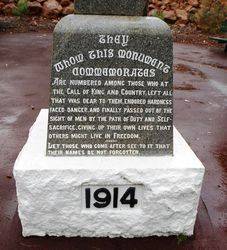 They
Whom This Monument
Commemorates
Are numbered among those who at
the Call of King and Country, left all
that was dear to them, endured hardness
faced danger, and finally passed out of the
sight of men by the path of Duty and Self-
sacrifice, giving up their own lives that
others might live in Freedom.
Let those who come after see to it that
their names be not forgotten.
1914